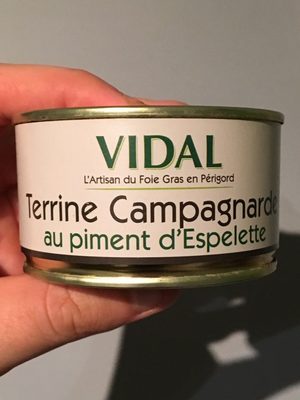 VIDAL
L'Artisan du Foie Gras en Périgord
Terrine Campagnarde
au piment d'Espelette